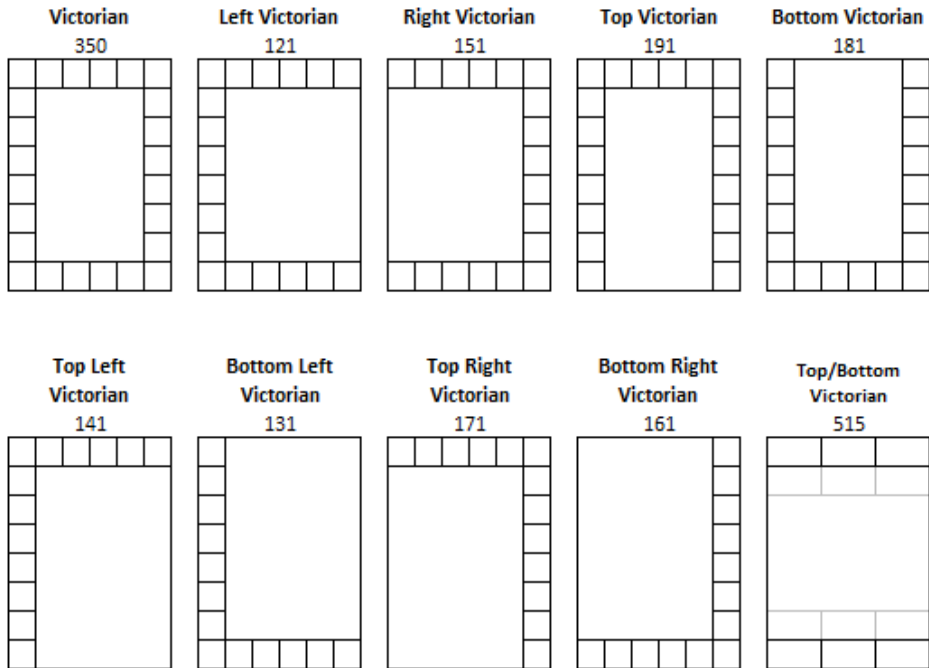 Victorian
350
Left Victorian
121
Right Victorian
151
Top Victorian
191
Bottom Victorian
181
Top Left
Victorian
141
Bottom Left
Victorian
131
Top Right
Victorian
171
Bottom Right
Victorian
161
Top/Bottom
Victorian
515